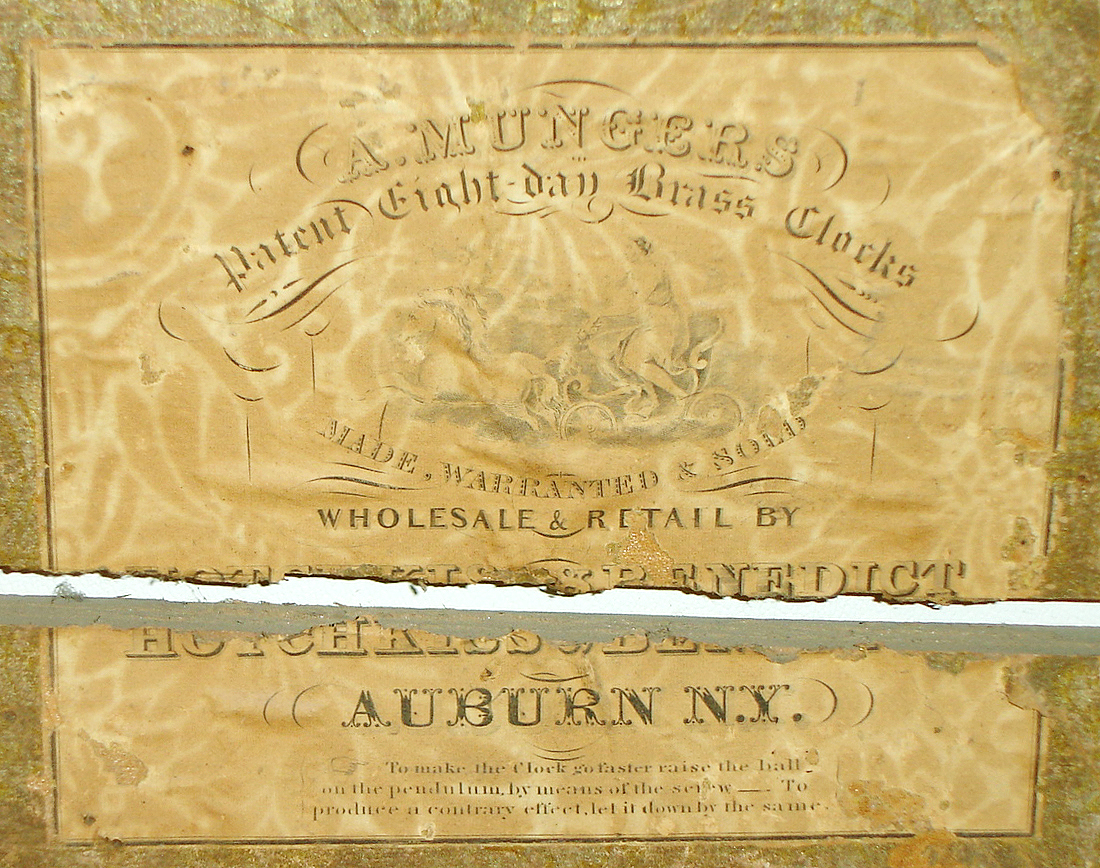 A. MUNGER'S
Patent Eight-day Brass Clocks
MADE, WARRANTED & SOLD
WHOLESALE & RETAIL BY
HOTCHKISS & BENEDICT
AUBURN N.Y.
To make the Clock go faster raise the ball
on the pendulum, by means of the screw —. To
produce a contrary effect, let it down by the same.